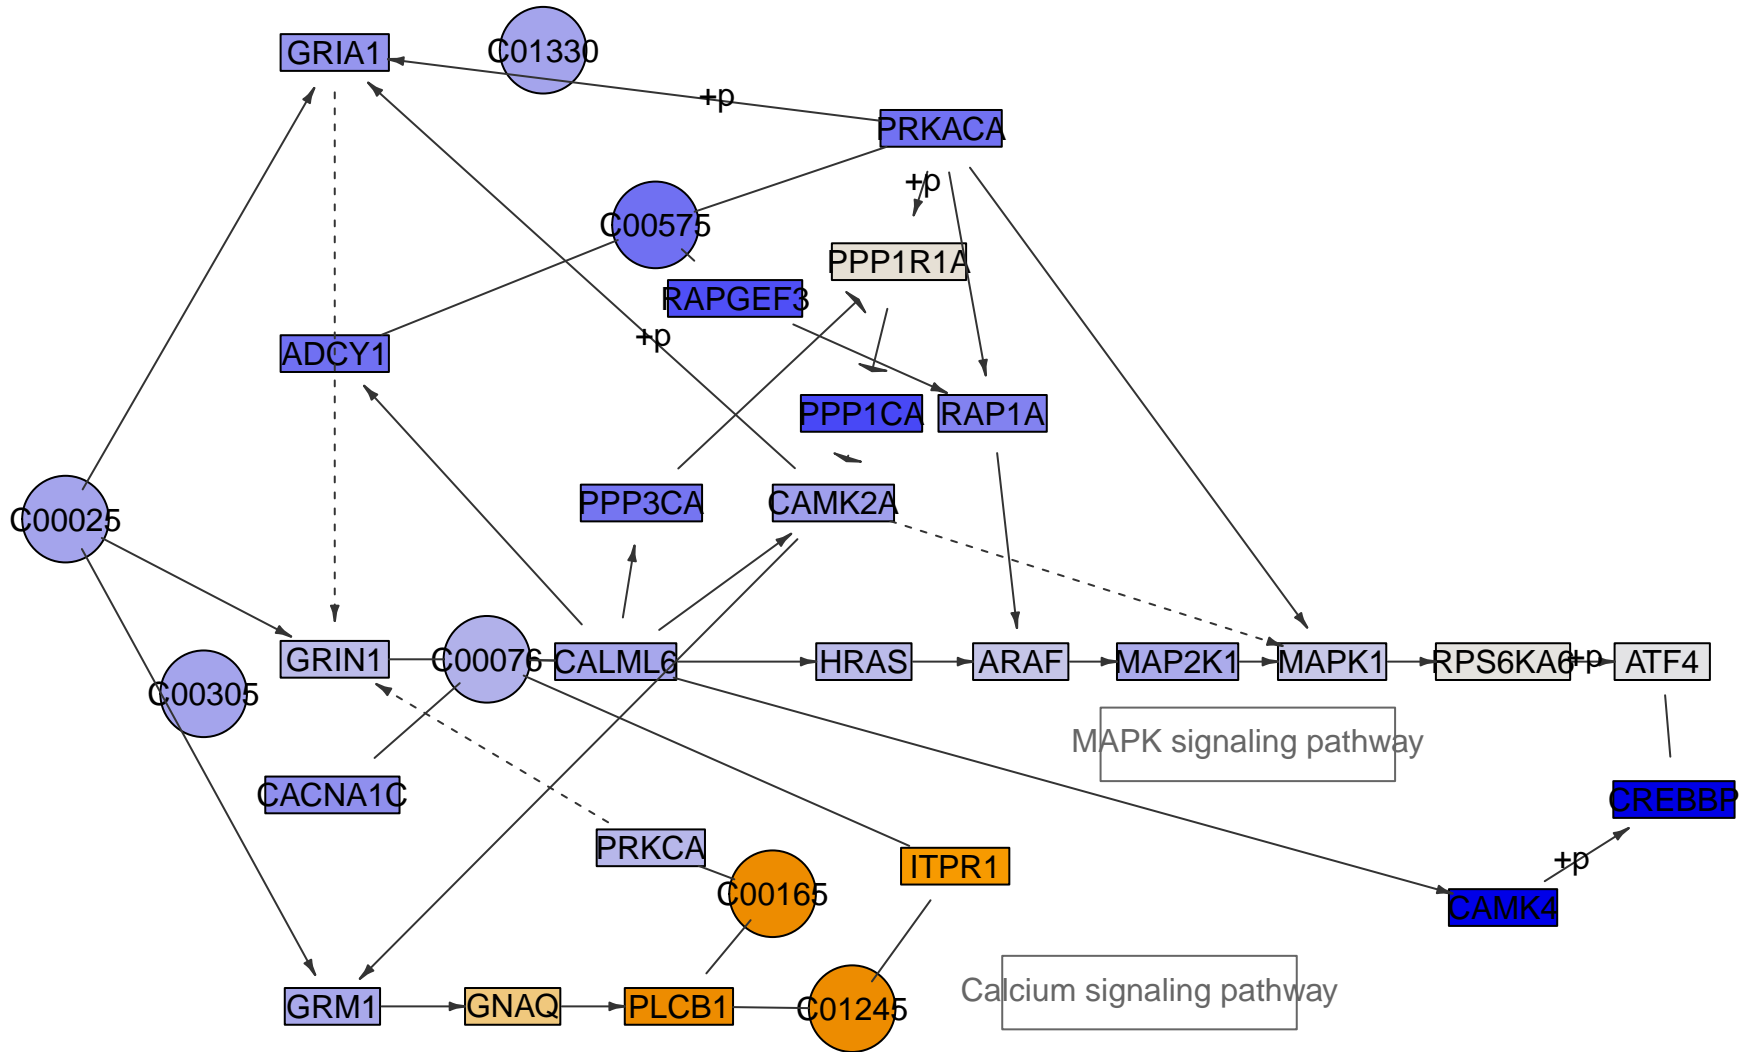 GRIA1
C01330
+p
PRKACA
+p
C00575
PPP1R1A
RAPGEF3
+p
ADCY1
PPP1CA
RAP1A
PPP3CA
CAMK2A
C00025
GRIN1
C00076
CALML6
HRAS
ARAF
MAP2K1
MAPK1
RPS6KA6
+p
ATF4
C00305
MAPK signaling pathway
CACNA1C
CREBBP
PRKCA
ITPR1
+p
C00165
CAMK4
Calcium signaling pathway
GRM1
GNAQ
PLCB1
C01245